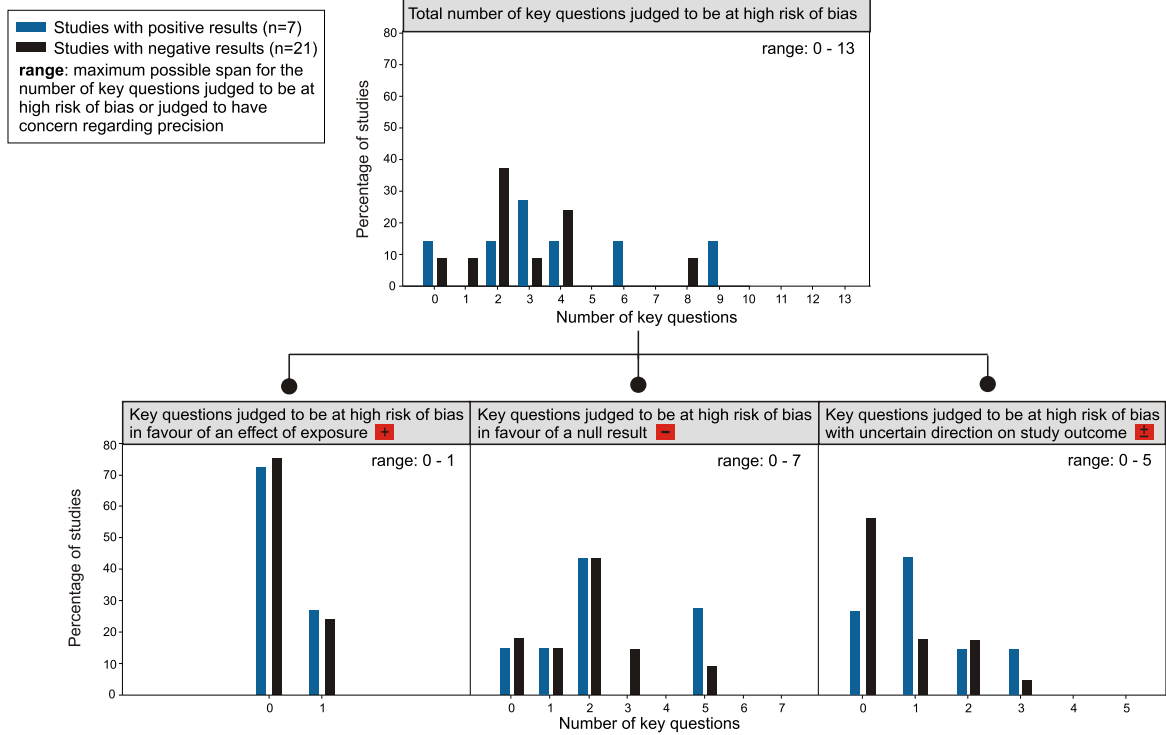 Studies with positive results (n=7)
Studies with negative results (n=21)
range: maximum possible span for the
number of key questions judged to be at
high risk of bias or judged to have
concern regarding precision
Total number of key questions judged to be at high risk of bias
range: 0 - 13
Percentage of studies
80
70
60
50
40
30
20
10
0
0 1 2 3 4 5 6 7 8 9 10 11 12 13
Number of key questions
Key questions judged to be at high risk of bias
in favour of an effect of exposure +
range: 0 - 1
Key questions judged to be at high risk of bias
in favour of a null result −
range: 0 - 7
Key questions judged to be at high risk of bias
with uncertain direction on study outcome ±
range: 0 - 5
Percentage of studies
80
70
60
50
40
30
20
10
0
0 1
0 1 2 3 4 5 6 7
0 1 2 3 4 5
Number of key questions